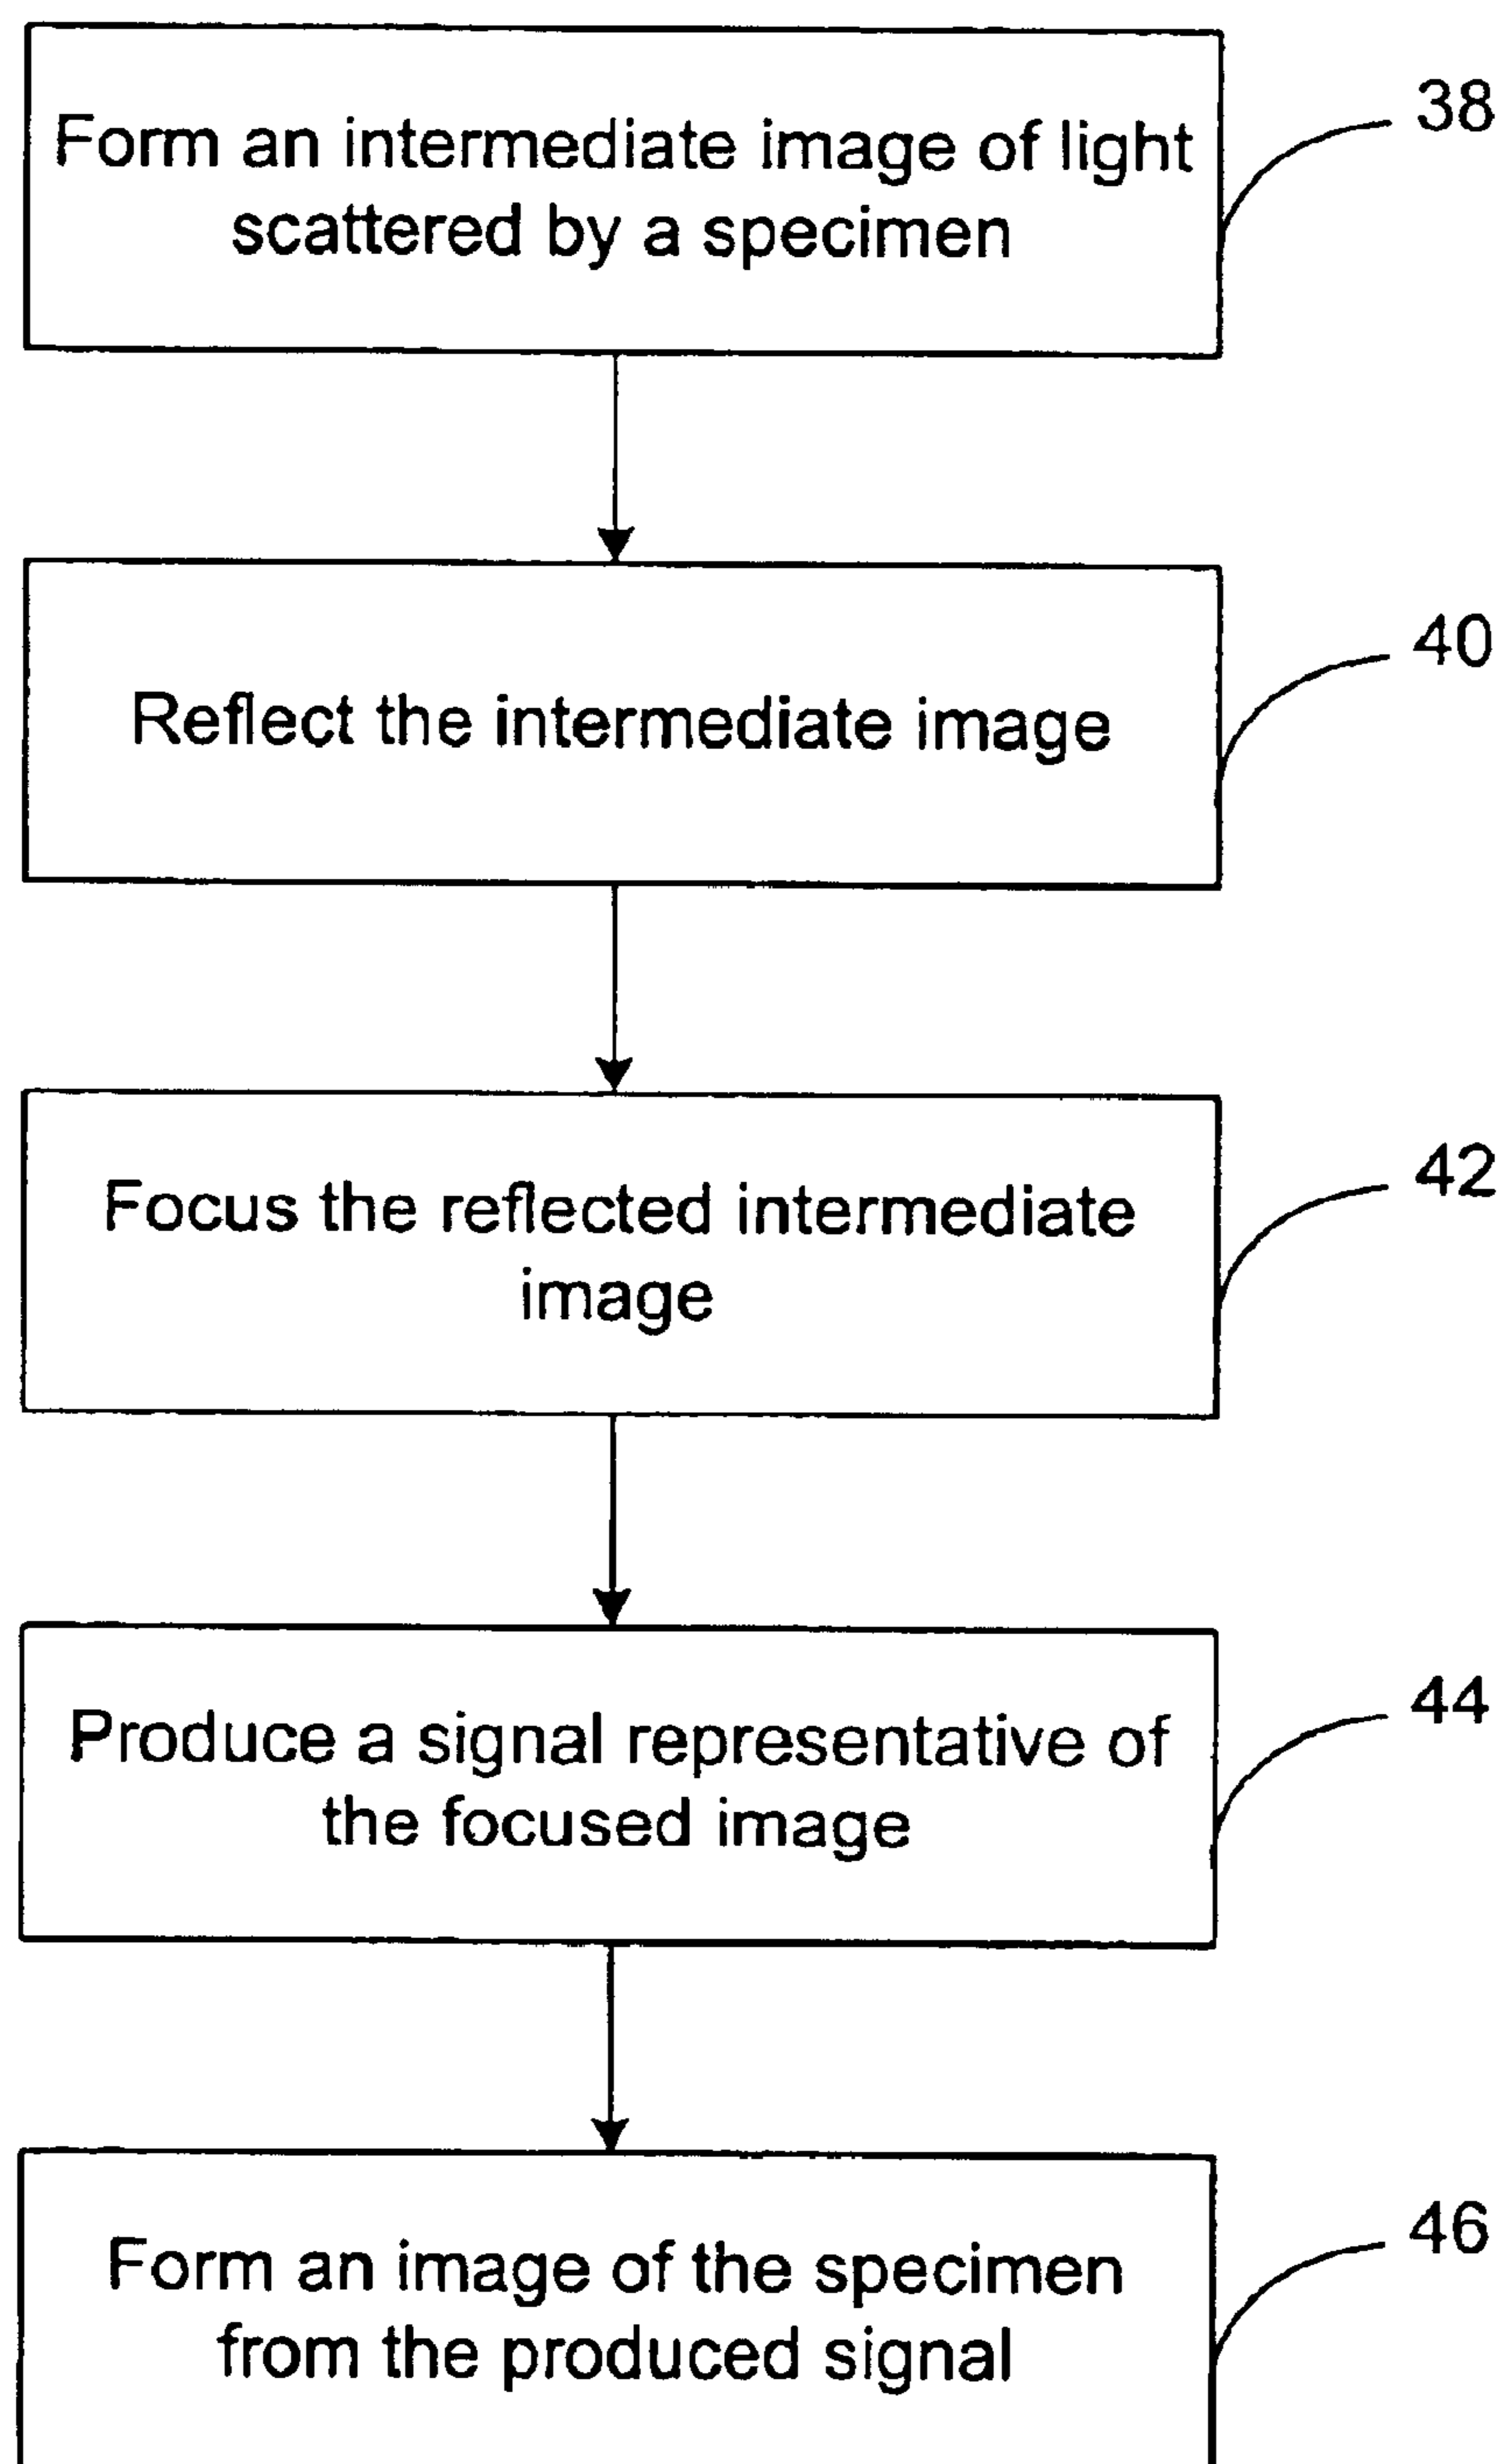 Form an intermediate image of light
scattered by a specimen
38
Reflect the intermediate image
40
Focus the reflected intermediate
image
42
Produce a signal representative of
the focused image
44
Form an image of the specimen
from the produced signal
46